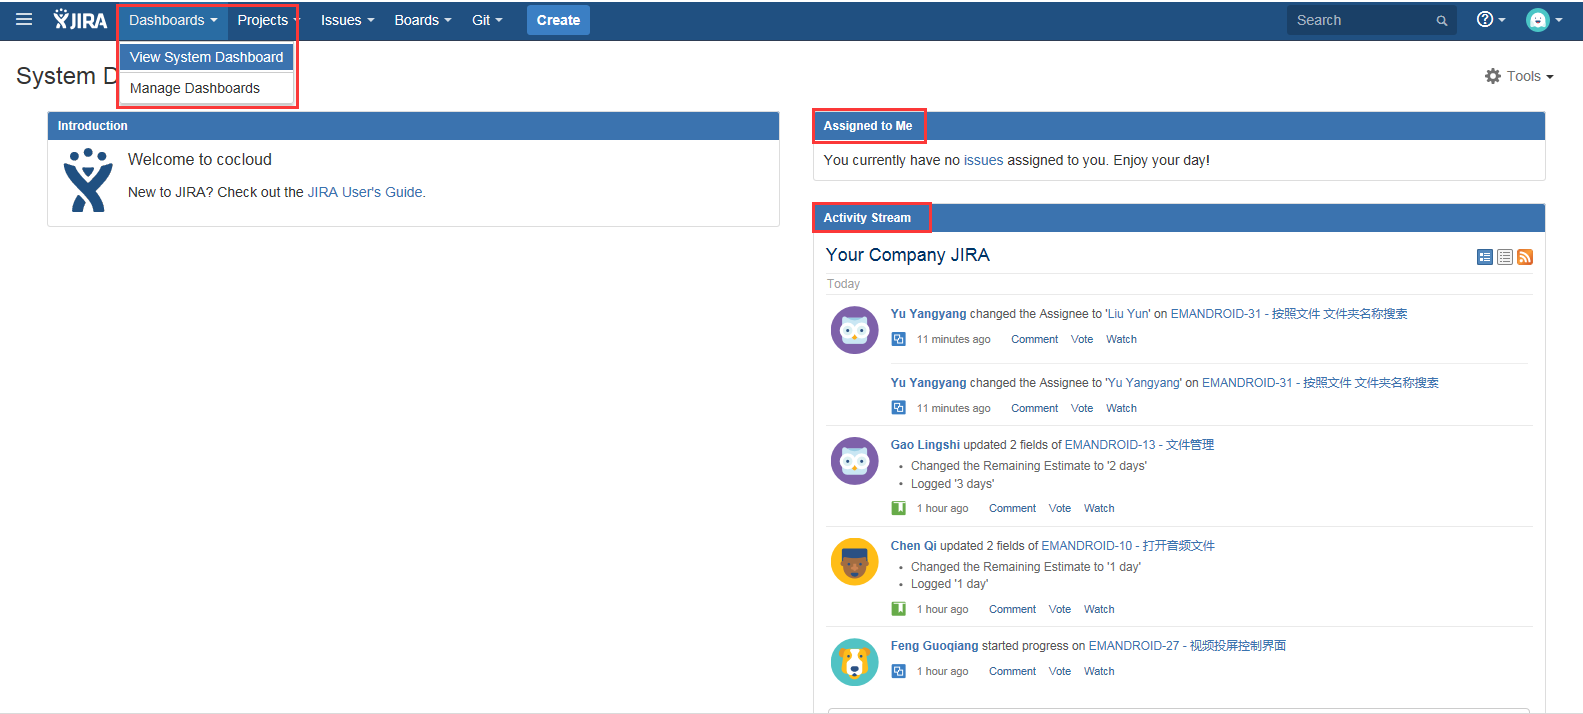 JIRA Dashboards Projects Issues Boards Git Create Search
View System Dashboard
System D
Manage Dashboards
Tools
Introduction
Welcome to cocloud
New to JIRA? Check out the JIRA User's Guide.
Assigned to Me
You currently have no issues assigned to you. Enjoy your day!
Activity Stream
Your Company JIRA
Today
Yu Yangyang changed the Assignee to 'Liu Yun' on EMANDROID-31 - 按照文件 文件夹名称搜索
11 minutes ago Comment Vote Watch
Yu Yangyang changed the Assignee to 'Yu Yangyang' on EMANDROID-31 - 按照文件 文件夹名称搜索
11 minutes ago Comment Vote Watch
Gao Lingshi updated 2 fields of EMANDROID-13 - 文件管理
• Changed the Remaining Estimate to '2 days'
• Logged '3 days'
1 hour ago Comment Vote Watch
Chen Qi updated 2 fields of EMANDROID-10 - 打开音频文件
• Changed the Remaining Estimate to '1 day'
• Logged '1 day'
1 hour ago Comment Vote Watch
Feng Guoqiang started progress on EMANDROID-27 - 视频投屏控制界面
1 hour ago Comment Vote Watch